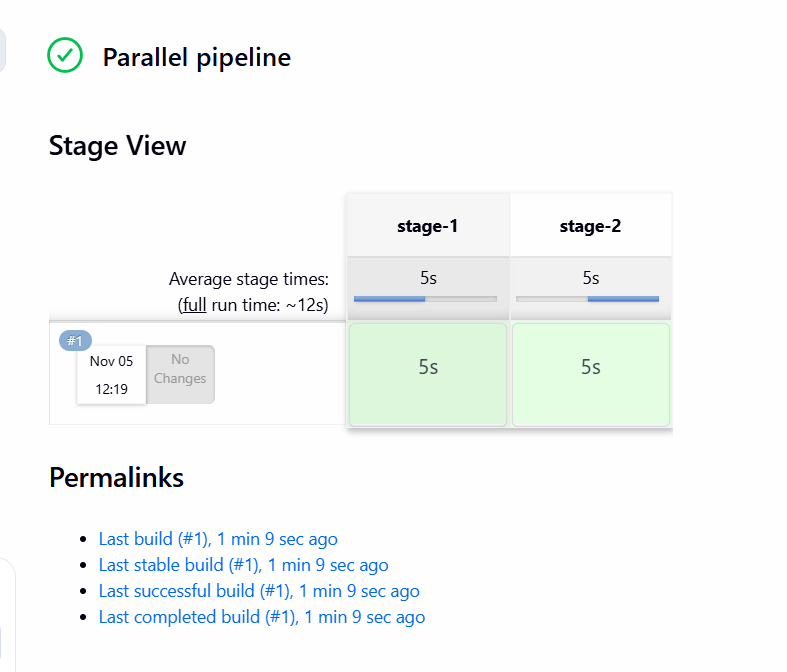 Parallel pipeline
Stage View
stage-1 stage-2
Average stage times: 5s 5s
(full run time: ~12s)
#1
Nov 05 No
12:19 Changes
5s 5s
Permalinks
Last build (#1), 1 min 9 sec ago
Last stable build (#1), 1 min 9 sec ago
Last successful build (#1), 1 min 9 sec ago
Last completed build (#1), 1 min 9 sec ago